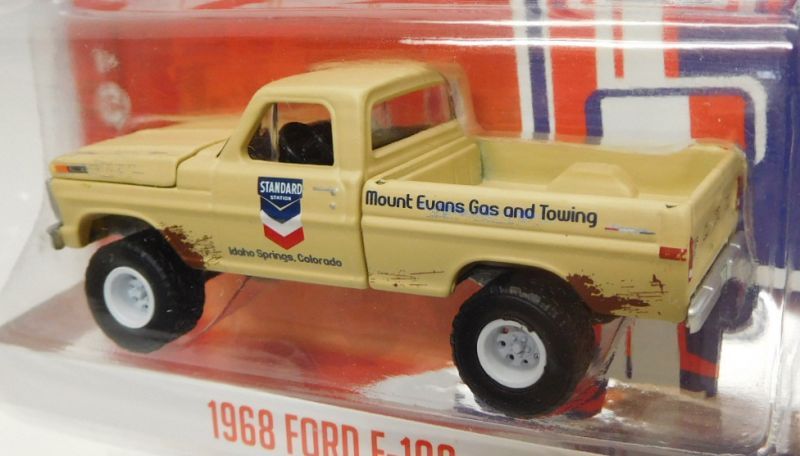 STANDARD
STATION
Mount Evans Gas and Towing
Idaho Springs, Colorado
1968 FORD F-100